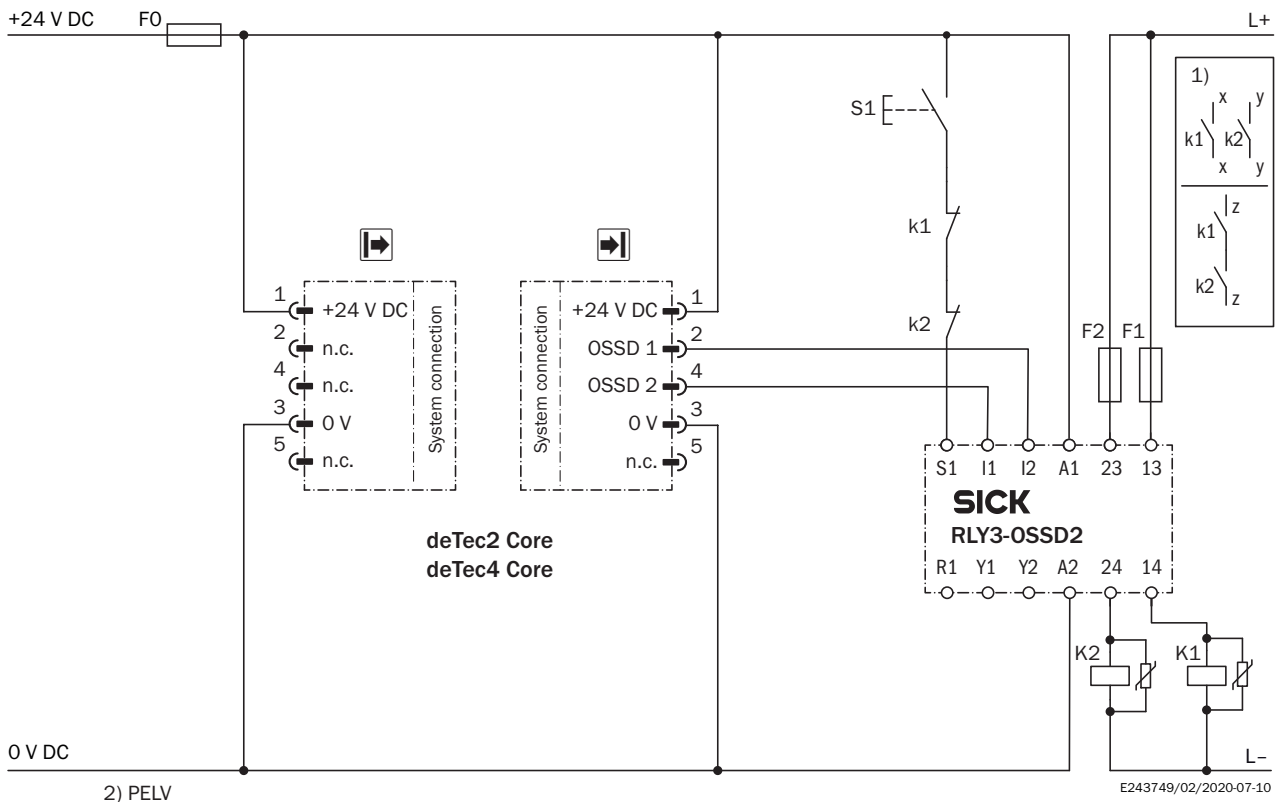 +24 V DC
F0
L+
1)
x
y
k1
k2
x
y
z
k1
k2
z
S1
k1
k2
F2
F1
1
+24 V DC
2
n.c.
4
n.c.
3
0 V
5
n.c.
System connection
System connection
+24 V DC
1
OSSD 1
2
OSSD 2
4
0 V
3
n.c.
5
deTec2 Core
deTec4 Core
S1
I1
I2
A1
23
13
SICK
RLY3-OSSD2
R1
Y1
Y2
A2
24
14
K2
K1
0 V DC
L–
2) PELV
E243749/02/2020-07-10